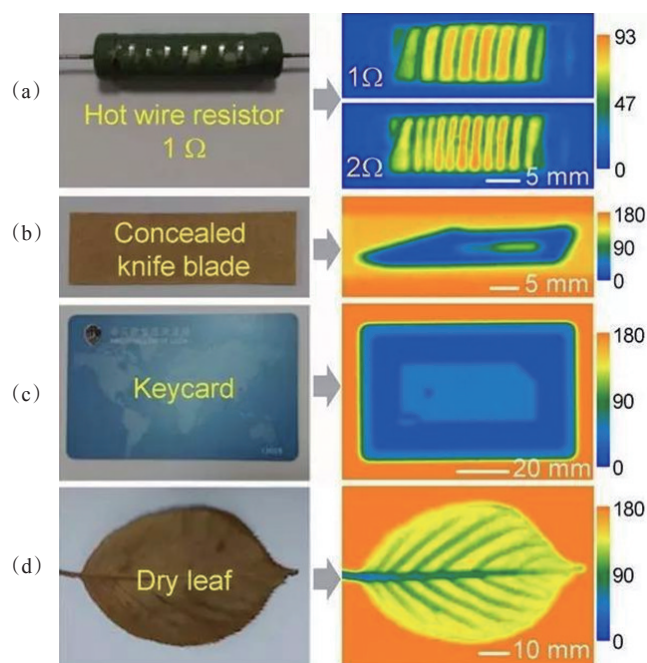 (a)
Hot wire resistor
1 Ω
1Ω
2Ω
5 mm
93
47
0
(b)
Concealed
knife blade
5 mm
180
90
0
(c)
Keycard
20 mm
180
90
0
(d)
Dry leaf
10 mm
180
90
0